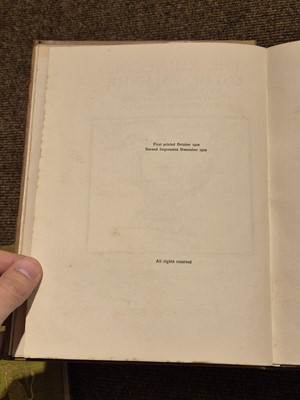 First printed October
Second Impression November
All rights reserved